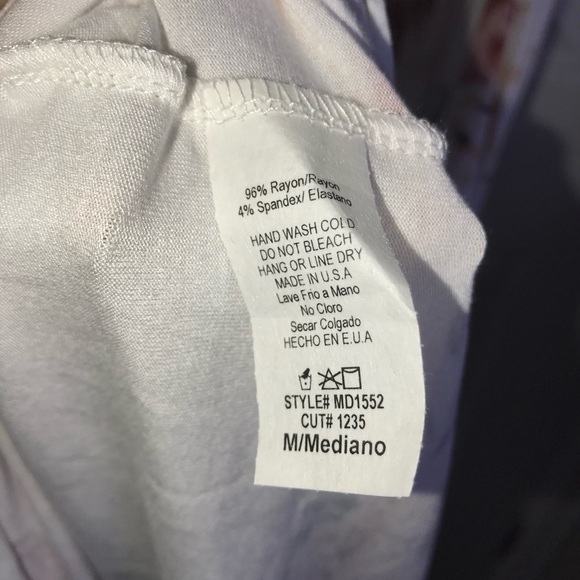 96% Rayon/Rayon
4% Spandex/ Elastano
HAND WASH COLD
DO NOT BLEACH
HANG OR LINE DRY
MADE IN U.S.A
Lave Frio a Mano
No Cloro
Secar Colgado
HECHO EN E.U.A
STYLE# MD1552
CUT# 1235
M/Mediano